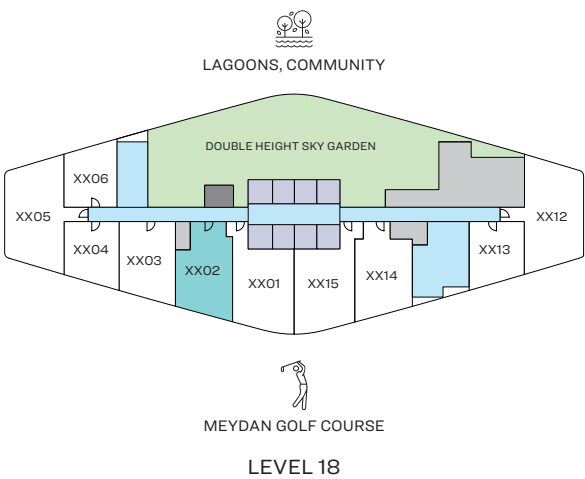 LAGOONS, COMMUNITY
DOUBLE HEIGHT SKY GARDEN
XX06
XX05
XX12
XX04
XX03
XX02
XX01
XX15
XX14
XX13
MEYDAN GOLF COURSE
LEVEL 18